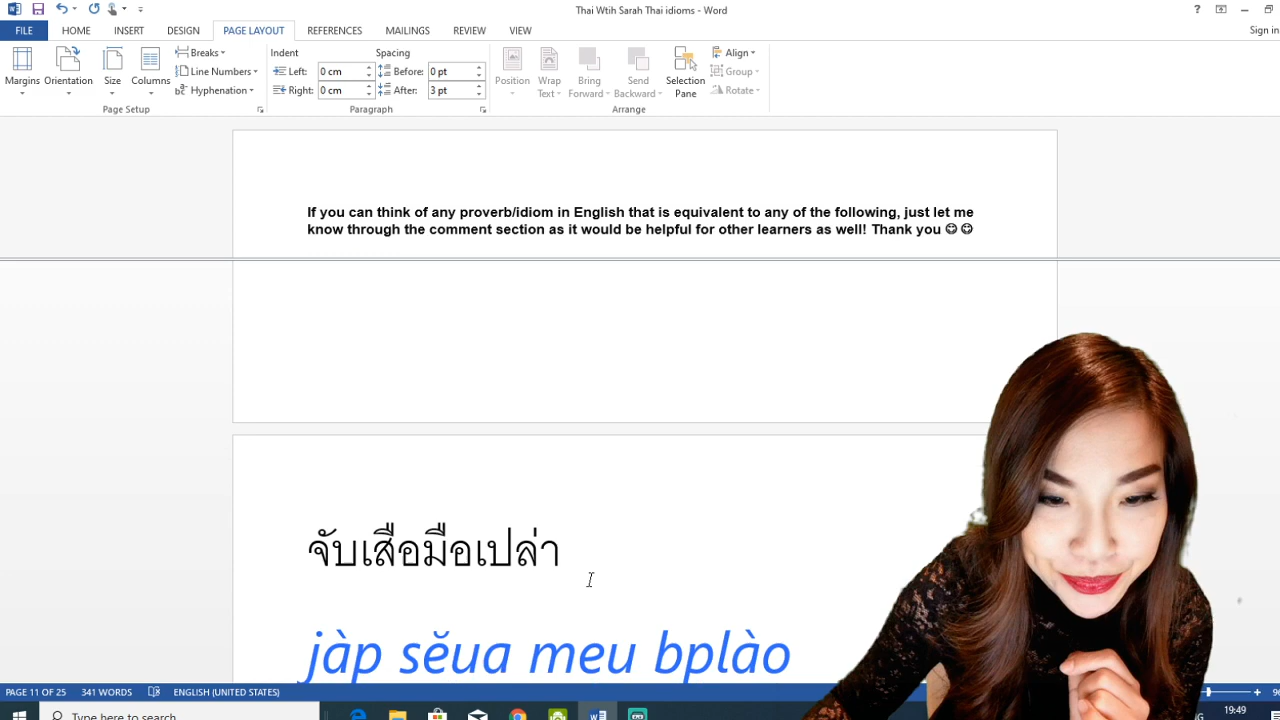 Thai Wtih Sarah Thai idioms - Word
Sign in
FILE HOME INSERT DESIGN PAGE LAYOUT REFERENCES MAILINGS REVIEW VIEW
Margins Orientation Size Columns
Breaks
Line Numbers
Hyphenation
Page Setup
Indent
Left: 0 cm
Right: 0 cm
Spacing
Before: 0 pt
After: 3 pt
Paragraph
Position
Wrap Text
Bring Forward
Send Backward
Selection Pane
Align
Group
Rotate
Arrange
If you can think of any proverb/idiom in English that is equivalent to any of the following, just let me
know through the comment section as it would be helpful for other learners as well! Thank you ☺ ☺
จับเสือมือเปล่า
jàp sĕua meu bplào
PAGE 11 OF 25 341 WORDS ENGLISH (UNITED STATES)
Type here to search
19:49